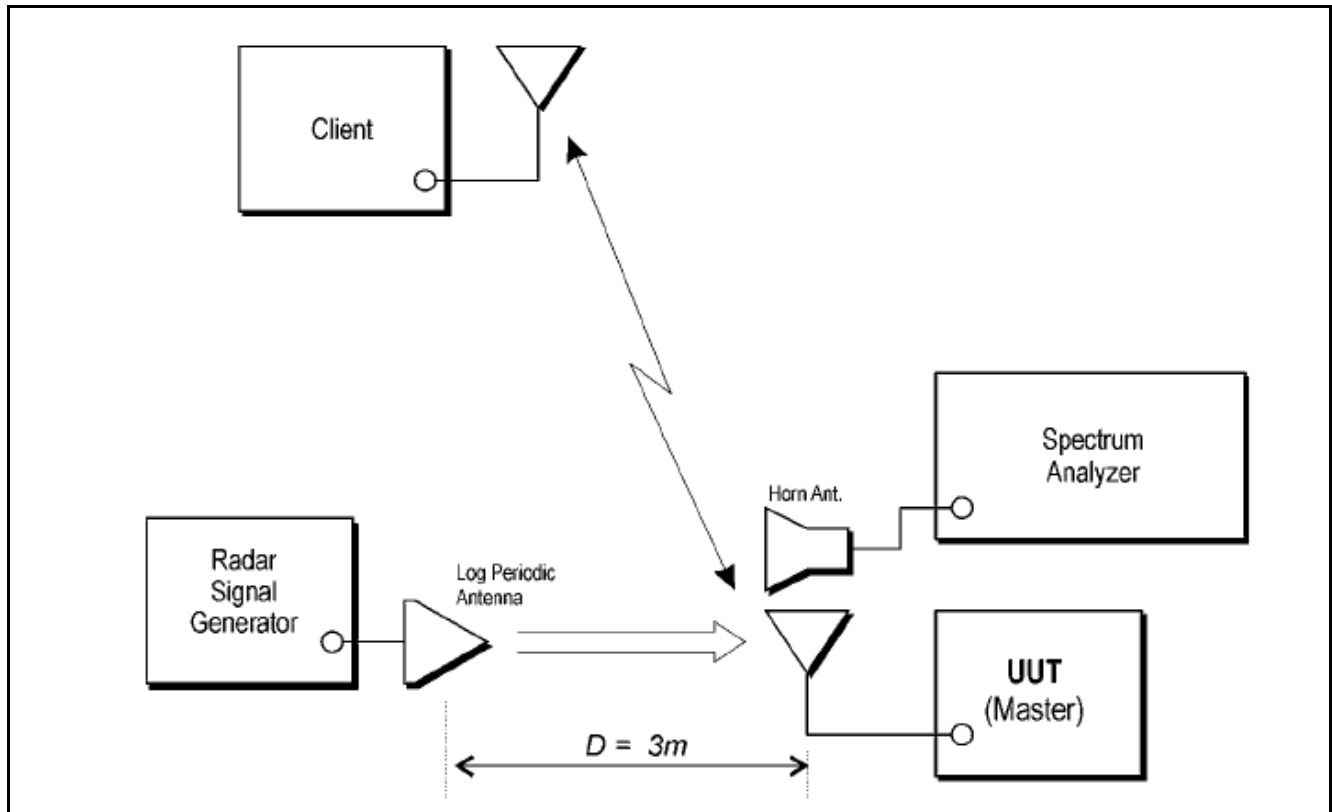 Client
Spectrum
Analyzer
Horn Ant.
Radar
Signal
Generator
Log Periodic
Antenna
UUT
(Master)
D = 3m